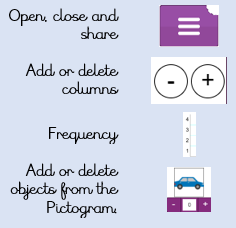 Open, close and
share
Add or delete
columns
- +
Frequency
4
3
2
1
Add or delete
objects from the
Pictogram.
- 0 +